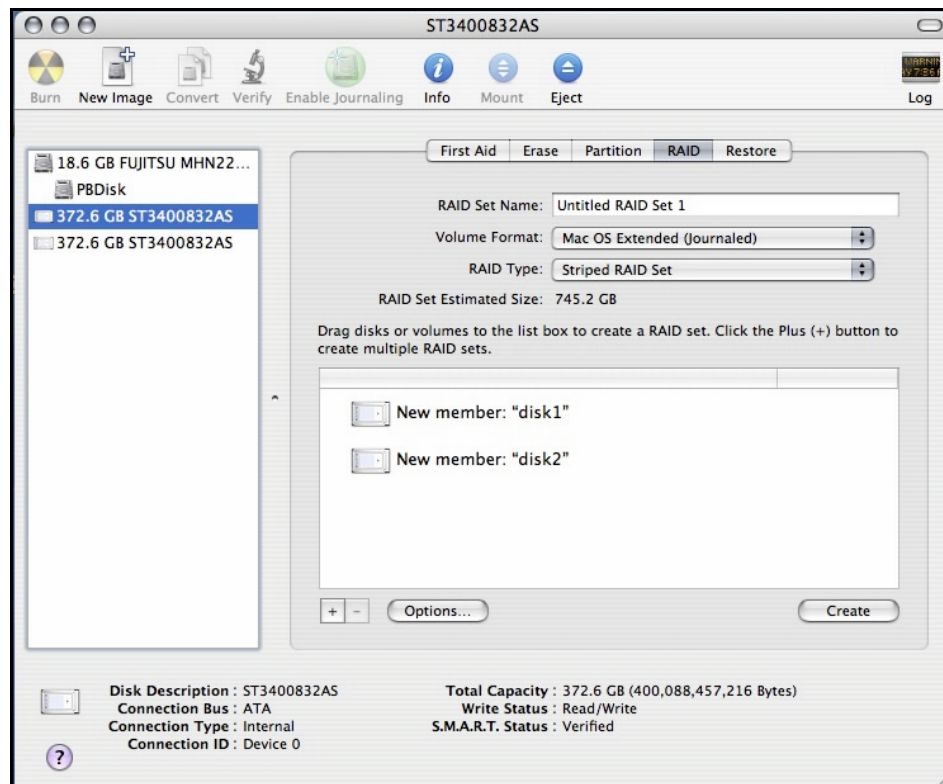 ST3400832AS
Burn
New Image
Convert
Verify
Enable Journaling
Info
Mount
Eject
Log
18.6 GB FUJITSU MHN22...
PBDisk
372.6 GB ST3400832AS
372.6 GB ST3400832AS
First Aid
Erase
Partition
RAID
Restore
RAID Set Name: Untitled RAID Set 1
Volume Format: Mac OS Extended (Journaled)
RAID Type: Striped RAID Set
RAID Set Estimated Size: 745.2 GB
Drag disks or volumes to the list box to create a RAID set. Click the Plus (+) button to
create multiple RAID sets.
New member: “disk1”
New member: “disk2”
+ -
Options...
Create
Disk Description : ST3400832AS
Connection Bus : ATA
Connection Type : Internal
Connection ID : Device 0
Total Capacity : 372.6 GB (400,088,457,216 Bytes)
Write Status : Read/Write
S.M.A.R.T. Status : Verified
?